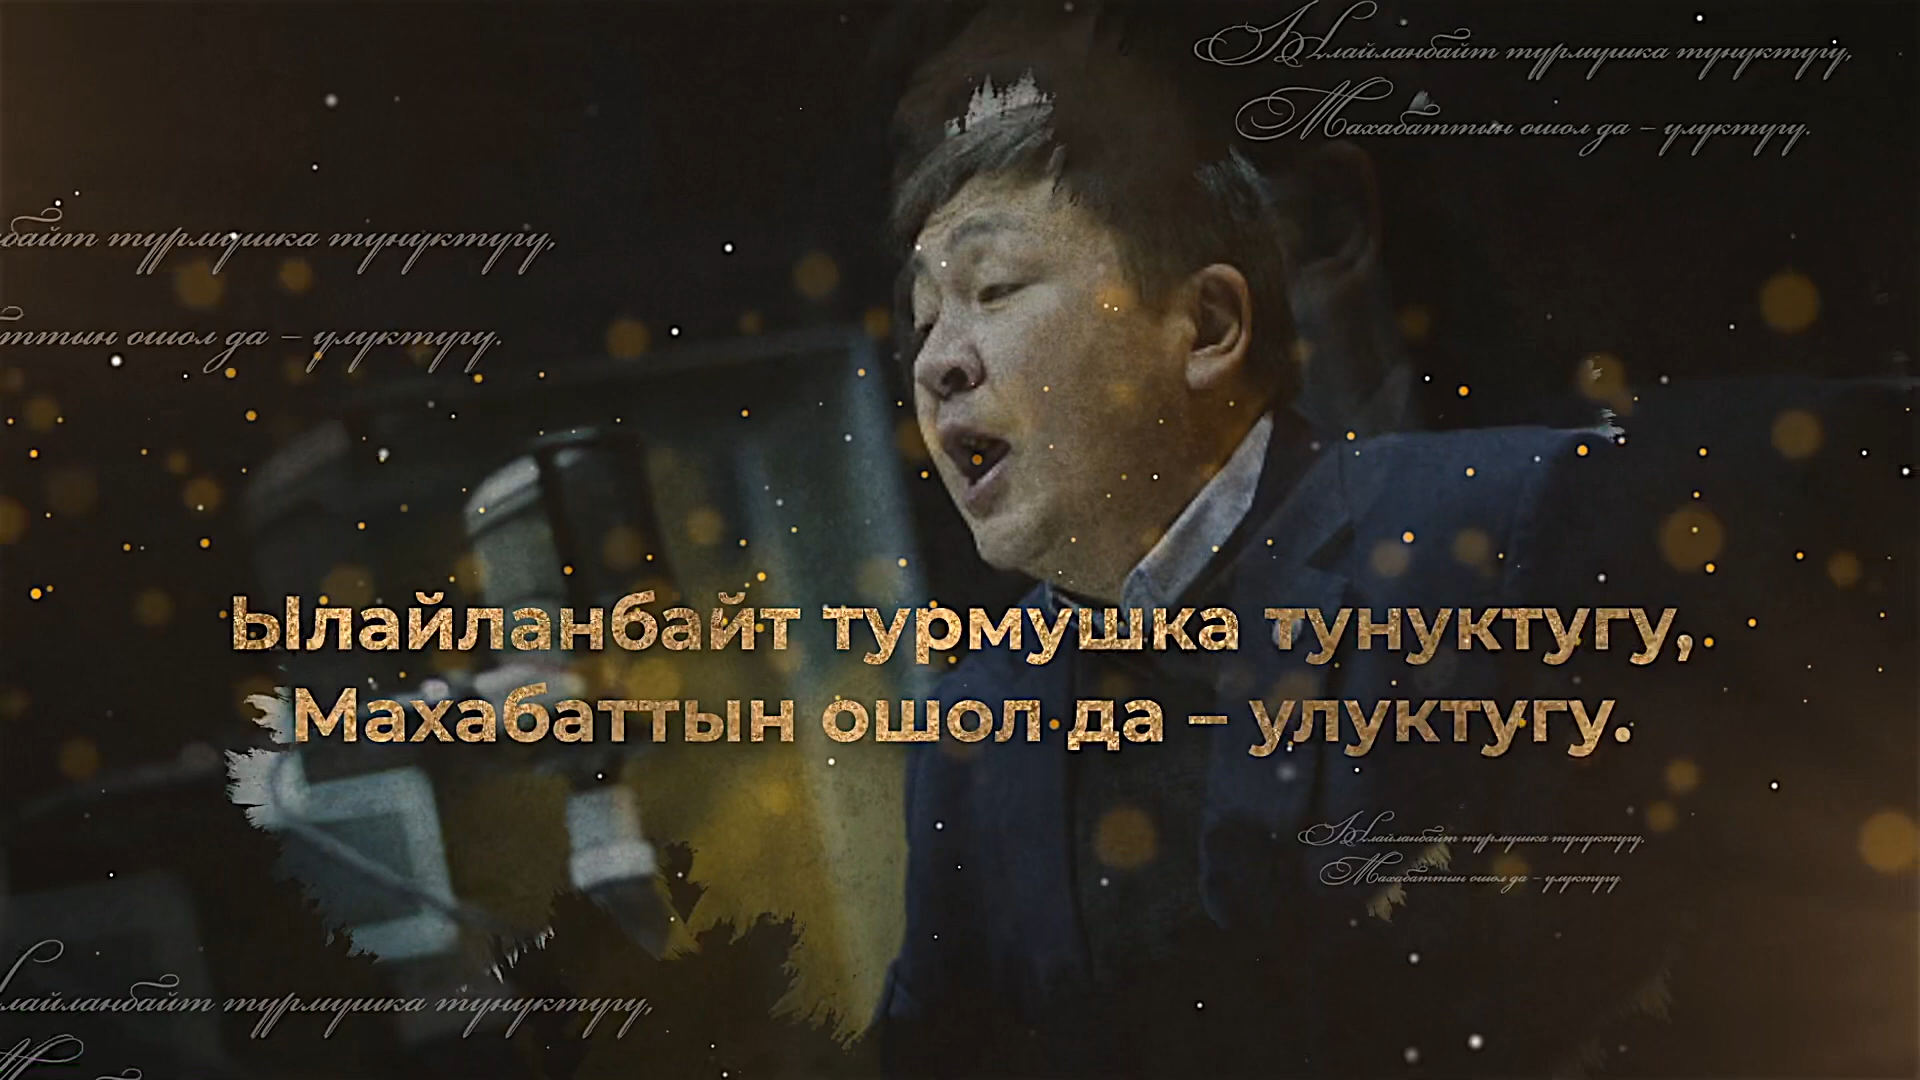 Ылайланбайт турмушка тунуктугу,
Махабаттын ошол да – улуктугу.
байт турмушка тунуктугу,
ттын ошол да – улуктугу.
Ылайланбайт турмушка тунуктугу,
Махабаттын ошол да – улуктугу.
Ылайланбайт турмушка тунуктугу,
Махабаттын ошол да – улуктугу.
лайланбайт турмушка тунуктугу,